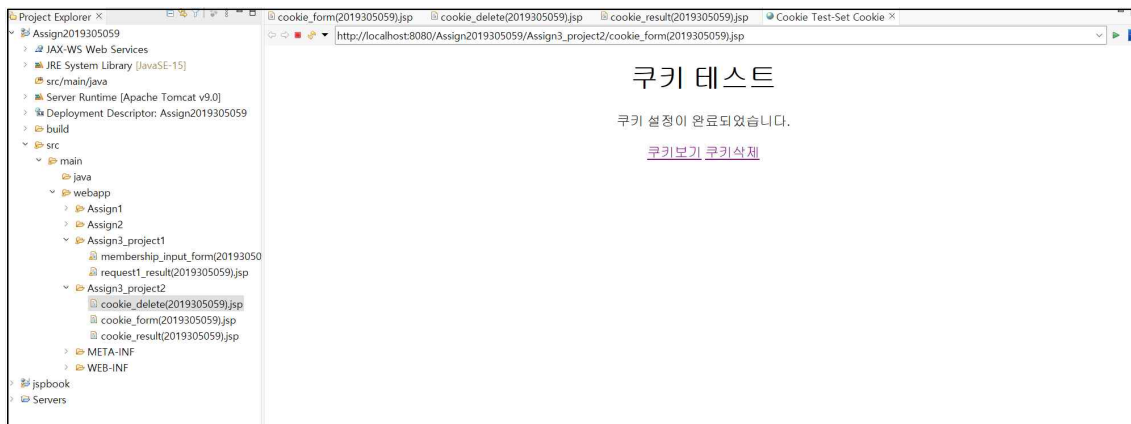 Project Explorer ×
Assign2019305059
JAX-WS Web Services
JRE System Library [JavaSE-15]
src/main/java
Server Runtime [Apache Tomcat v9.0]
Deployment Descriptor: Assign2019305059
build
src
main
java
webapp
Assign1
Assign2
Assign3_project1
membership_input_form(20193050
request1_result(2019305059).jsp
Assign3_project2
cookie_delete(2019305059).jsp
cookie_form(2019305059).jsp
cookie_result(2019305059).jsp
META-INF
WEB-INF
jspbook
Servers
cookie_form(2019305059).jsp cookie_delete(2019305059).jsp cookie_result(2019305059).jsp Cookie Test-Set Cookie ×
http://localhost:8080/Assign2019305059/Assign3_project2/cookie_form(2019305059).jsp
쿠키 테스트
쿠키 설정이 완료되었습니다.
쿠키보기 쿠키삭제